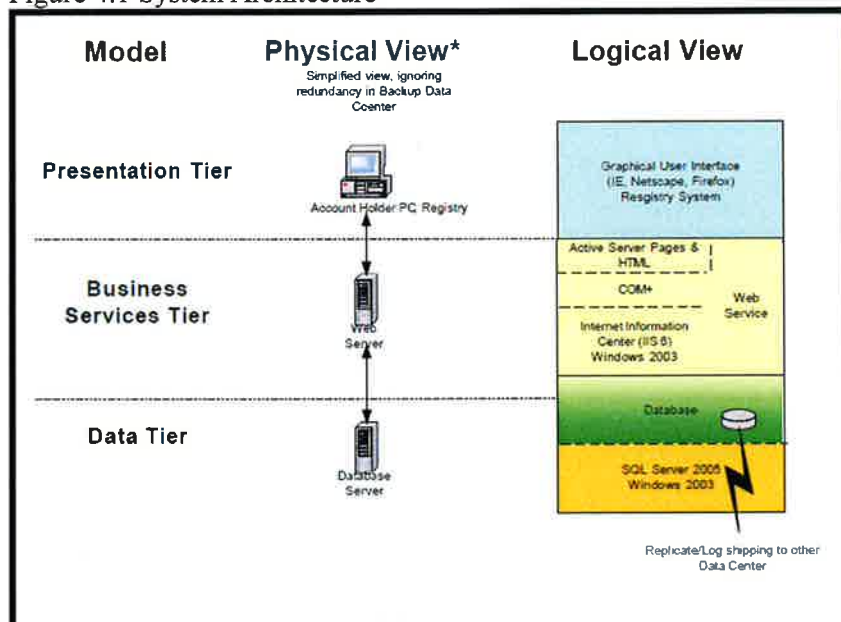 Figure 4.1 System Architecture
Model
Physical View*
Logical View
Simplified view, ignoring
redundancy in Backup Data
Ccenter
Presentation Tier
Account Holder PC Registry
Graphical User Interface
(IE, Netscape, Firefox)
Resgistry System
Business
Services Tier
Web
Server
Active Server Pages &
HTML
COM+
Web
Service
Internet Information
Center (IIS 6)
Windows 2003
Data Tier
Database
Server
Database
SQL Server 2005
Windows 2003
Replicate/Log shipping to other
Data Center